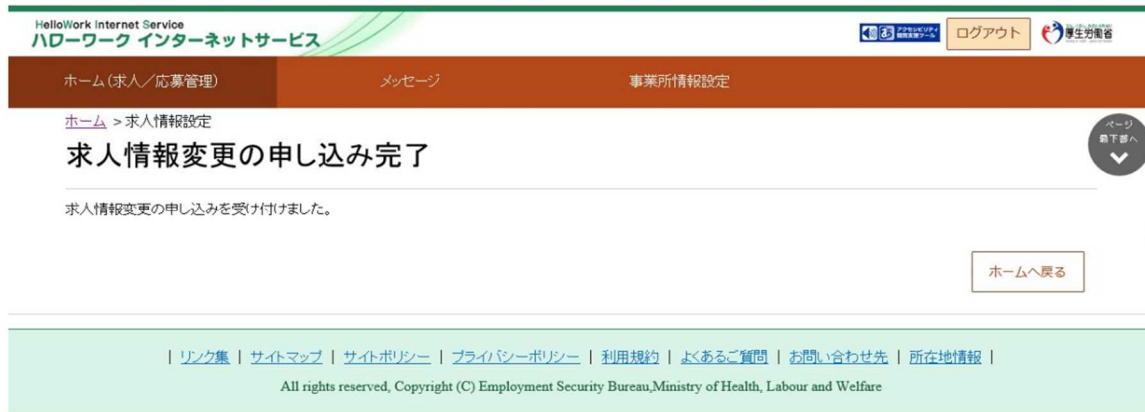 HelloWork Internet Service
ハローワーク インターネットサービス
ログアウト
厚生労働省
ホーム(求人/応募管理)
メッセージ
事業所情報設定
ホーム >求人情報設定
ページ
最下部へ
求人情報変更の申し込み完了
求人情報変更の申し込みを受け付けました。
ホームへ戻る
| リンク集 | サイトマップ | サイトポリシー | プライバシーポリシー | 利用規約 | よくあるご質問 | お問い合わせ先 | 所在地情報 |
All rights reserved, Copyright (C) Employment Security Bureau,Ministry of Health, Labour and Welfare